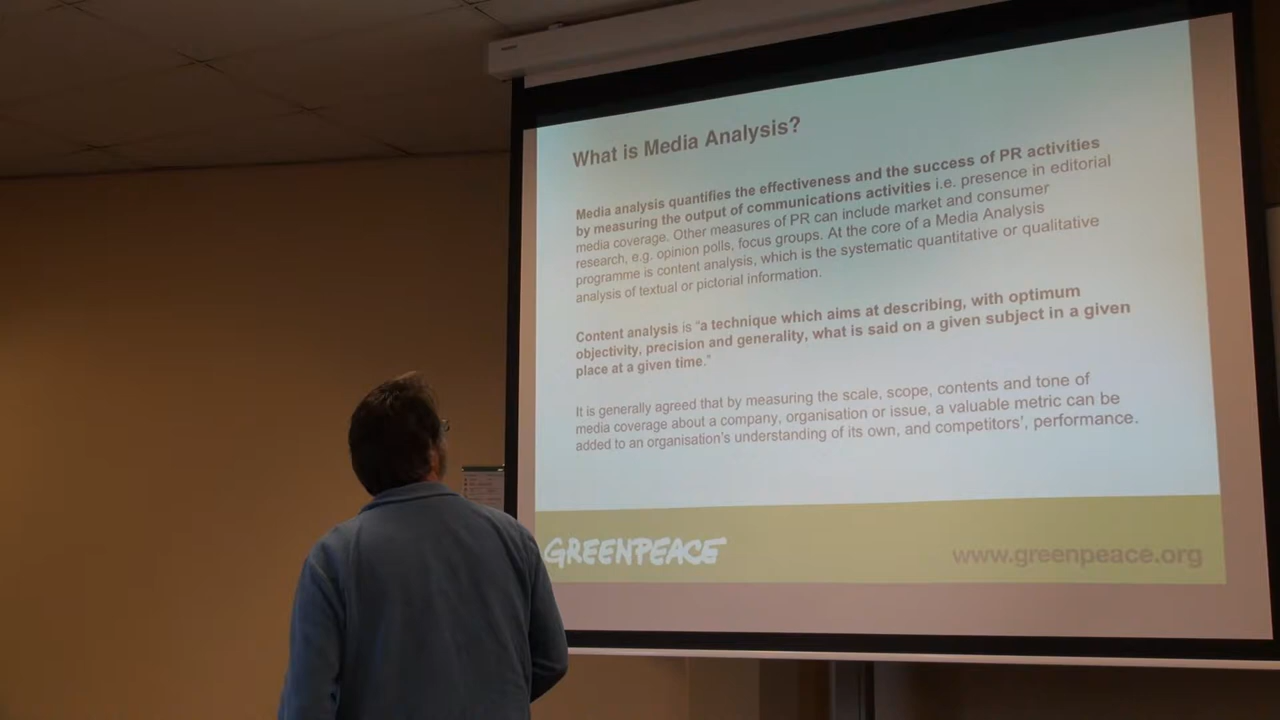 What is Media Analysis?
Media analysis quantifies the effectiveness and the success of PR activities
by measuring the output of communications activities i.e. presence in editorial
media coverage. Other measures of PR can include market and consumer
research, e.g. opinion polls, focus groups. At the core of a Media Analysis
programme is content analysis, which is the systematic quantitative or qualitative
analysis of textual or pictorial information.
Content analysis is "a technique which aims at describing, with optimum
objectivity, precision and generality, what is said on a given subject in a given
place at a given time."
It is generally agreed that by measuring the scale, scope, contents and tone of
media coverage about a company, organisation or issue, a valuable metric can be
added to an organisation's understanding of its own, and competitors', performance.
GREENPEACE
www.greenpeace.org